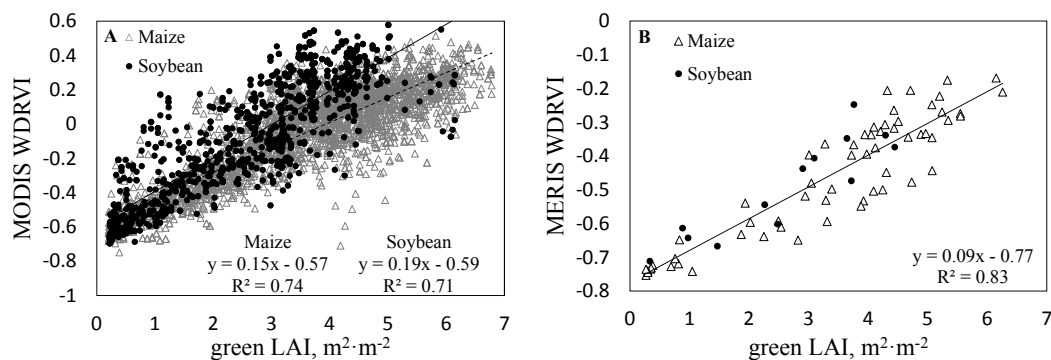 A
Maize
Soybean
MODIS WDRVI
0.6
0.4
0.2
0
-0.2
-0.4
-0.6
-0.8
-1
Maize
y = 0.15x - 0.57
R² = 0.74
Soybean
y = 0.19x - 0.59
R² = 0.71
0 1 2 3 4 5 6 7
green LAI, m²·m⁻²
B
Maize
Soybean
MERIS WDRVI
-0
-0.1
-0.2
-0.3
-0.4
-0.5
-0.6
-0.7
-0.8
y = 0.09x - 0.77
R² = 0.83
0 1 2 3 4 5 6 7
green LAI, m²·m⁻²